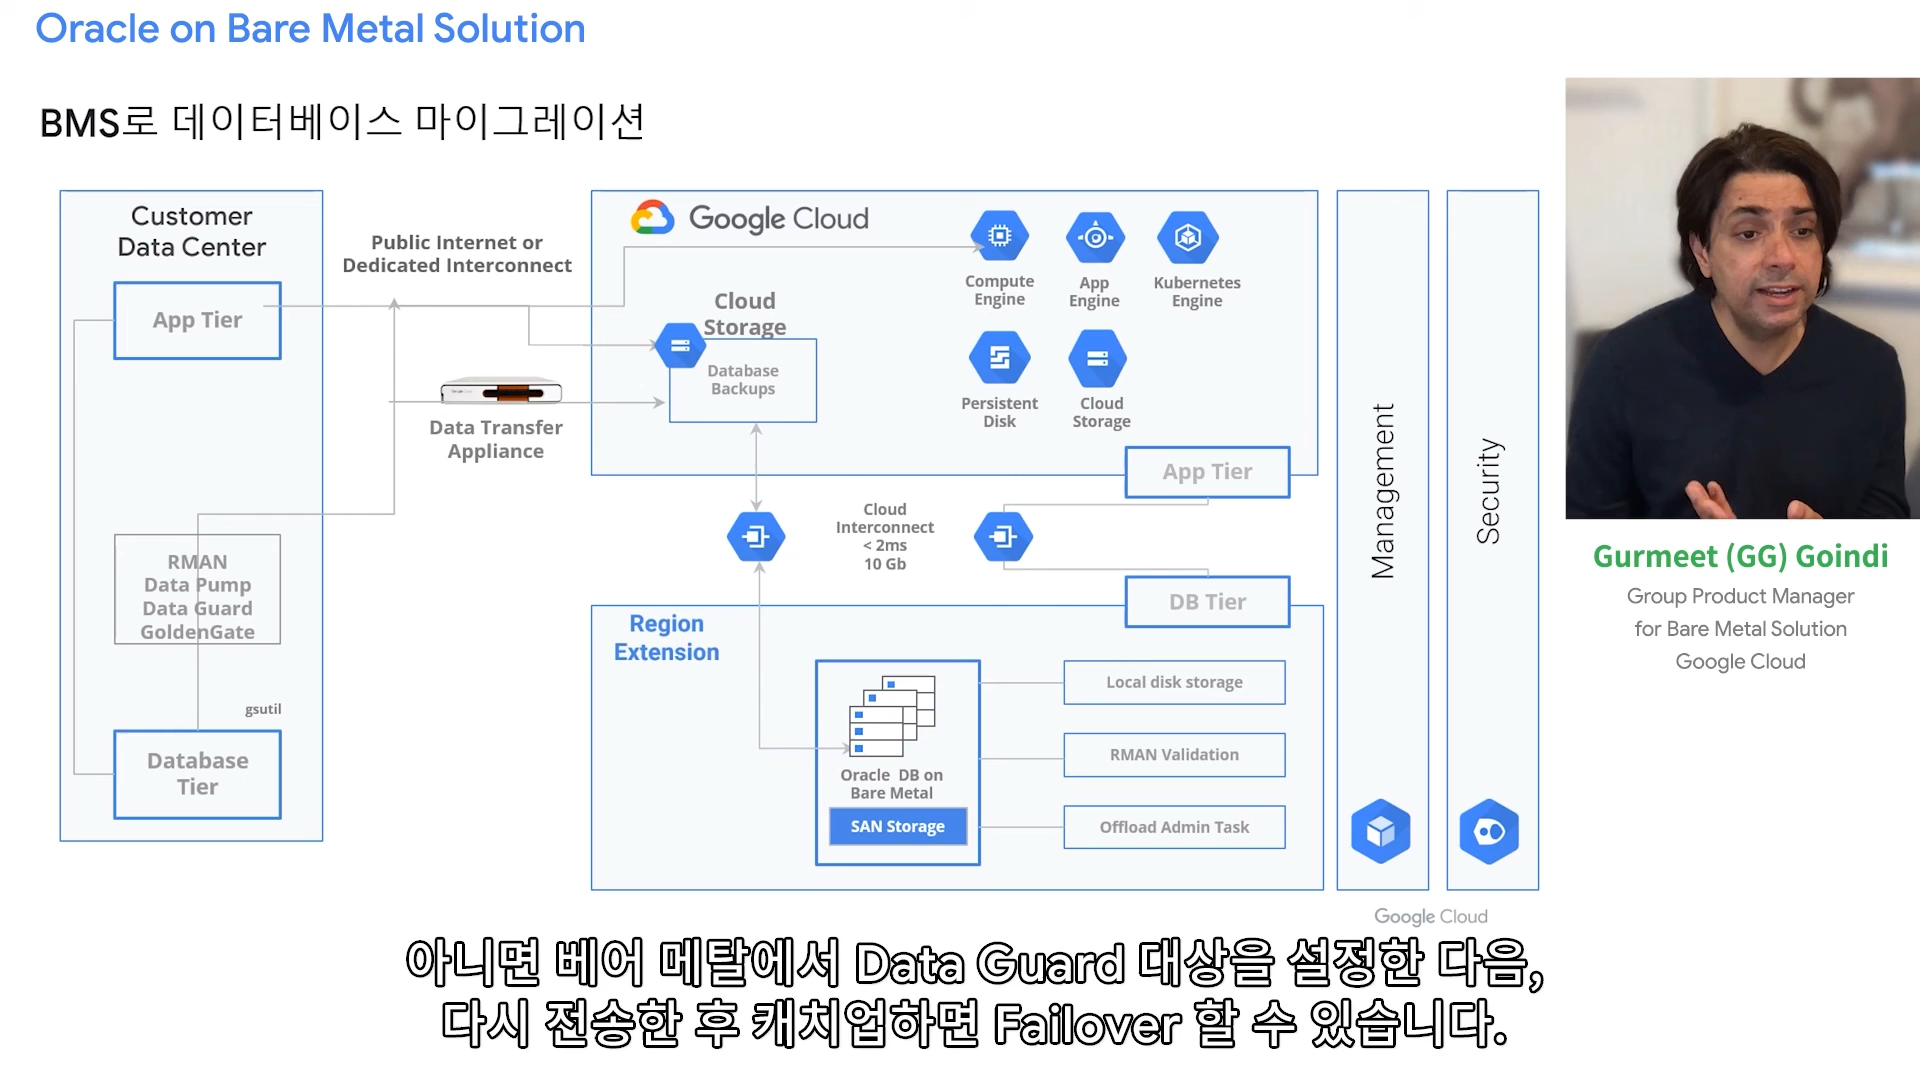 Oracle on Bare Metal Solution
BMS로 데이터베이스 마이그레이션
Customer
Data Center
App Tier
RMAN
Data Pump
Data Guard
GoldenGate
gsutil
Database
Tier
Public Internet or
Dedicated Interconnect
Data Transfer
Appliance
Google Cloud
Cloud
Storage
Database
Backups
Compute
Engine
App
Engine
Kubernetes
Engine
Persistent
Disk
Cloud
Storage
App Tier
Cloud
Interconnect
< 2ms
10 Gb
DB Tier
Region
Extension
Oracle DB on
Bare Metal
SAN Storage
Local disk storage
RMAN Validation
Offload Admin Task
Management
Security
Gurmeet (GG) Goindi
Group Product Manager
for Bare Metal Solution
Google Cloud
Google Cloud
아니면 베어 메탈에서 Data Guard 대상을 설정한 다음,
다시 전송한 후 캐치업하면 Failover 할 수 있습니다.